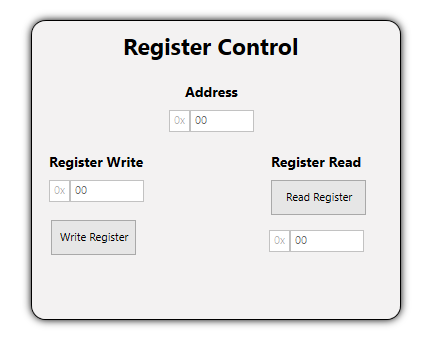 Register Control
Address
0x 00
Register Write
0x 00
Write Register
Register Read
Read Register
0x 00